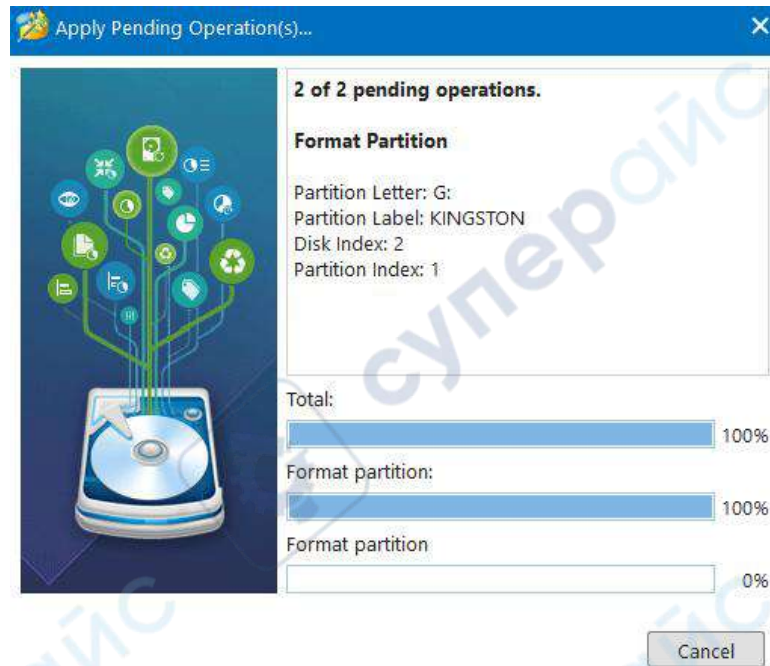 Apply Pending Operation(s)...
2 of 2 pending operations.
Format Partition
Partition Letter: G:
Partition Label: KINGSTON
Disk Index: 2
Partition Index: 1
Total:
100%
Format partition:
100%
Format partition
0%
Cancel
суперайс